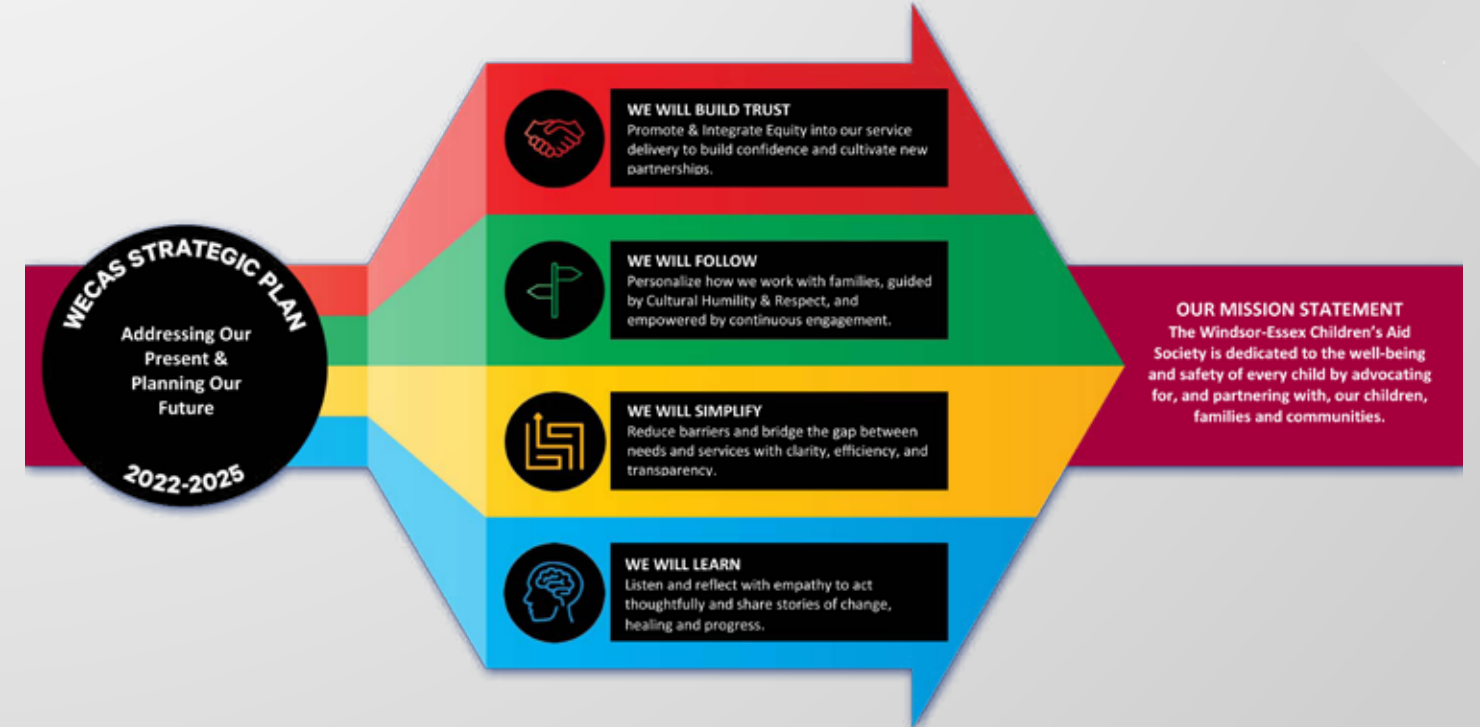 WECAS STRATEGIC PLAN
Addressing Our
Present &
Planning Our
Future
2022-2025
WE WILL BUILD TRUST
Promote & Integrate Equity into our service
delivery to build confidence and cultivate new
partnerships.
WE WILL FOLLOW
Personalize how we work with families, guided
by Cultural Humility & Respect, and
empowered by continuous engagement.
WE WILL SIMPLIFY
Reduce barriers and bridge the gap between
needs and services with clarity, efficiency, and
transparency.
WE WILL LEARN
Listen and reflect with empathy to act
thoughtfully and share stories of change,
healing and progress.
OUR MISSION STATEMENT
The Windsor-Essex Children’s Aid
Society is dedicated to the well-being
and safety of every child by advocating
for, and partnering with, our children,
families and communities.